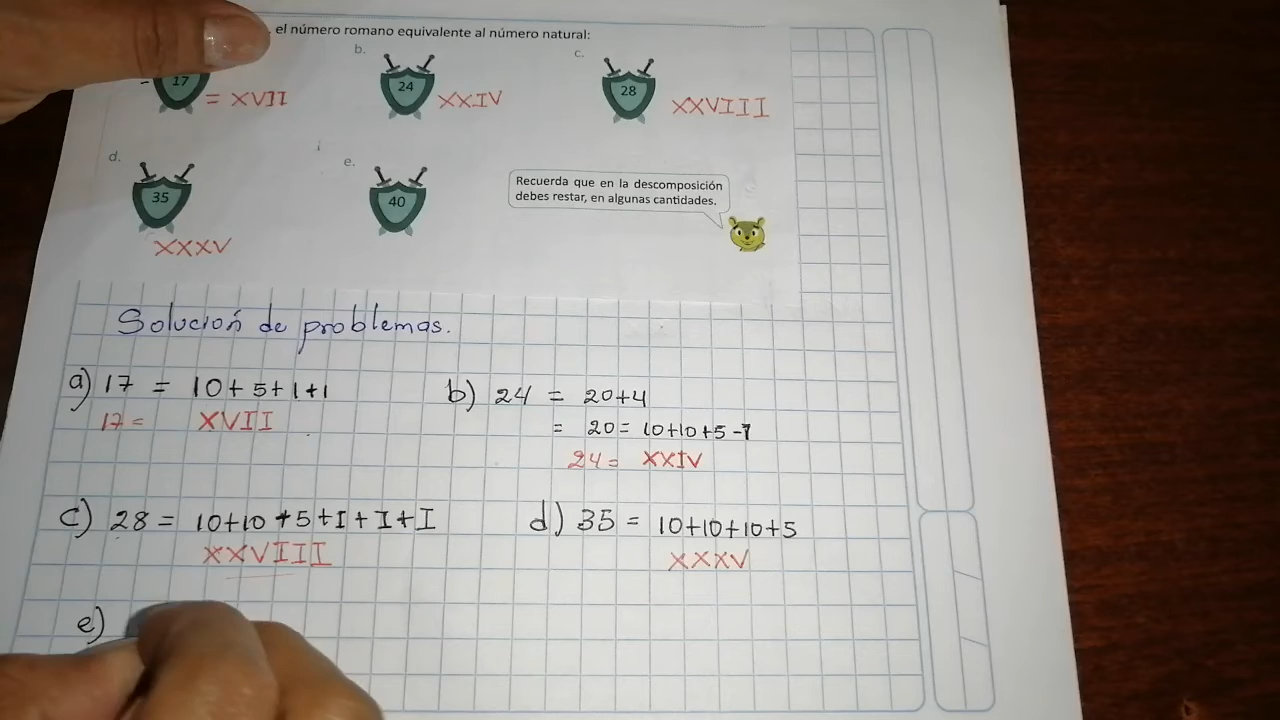 el número romano equivalente al número natural:
b.
c.
17
= XVII
24
XXIV
28
XXVIII
d.
e.
35
XXXV
40
Recuerda que en la descomposición
debes restar, en algunas cantidades.
Solución de problemas.
a) 17 = 10+5+1+1
17= XVII
b) 24 = 20+4
= 20= 10+10+5-1
24= XXIV
c) 28 = 10+10+5+I+I+I
XXVIII
d) 35 = 10+10+10+5
XXXV
e)